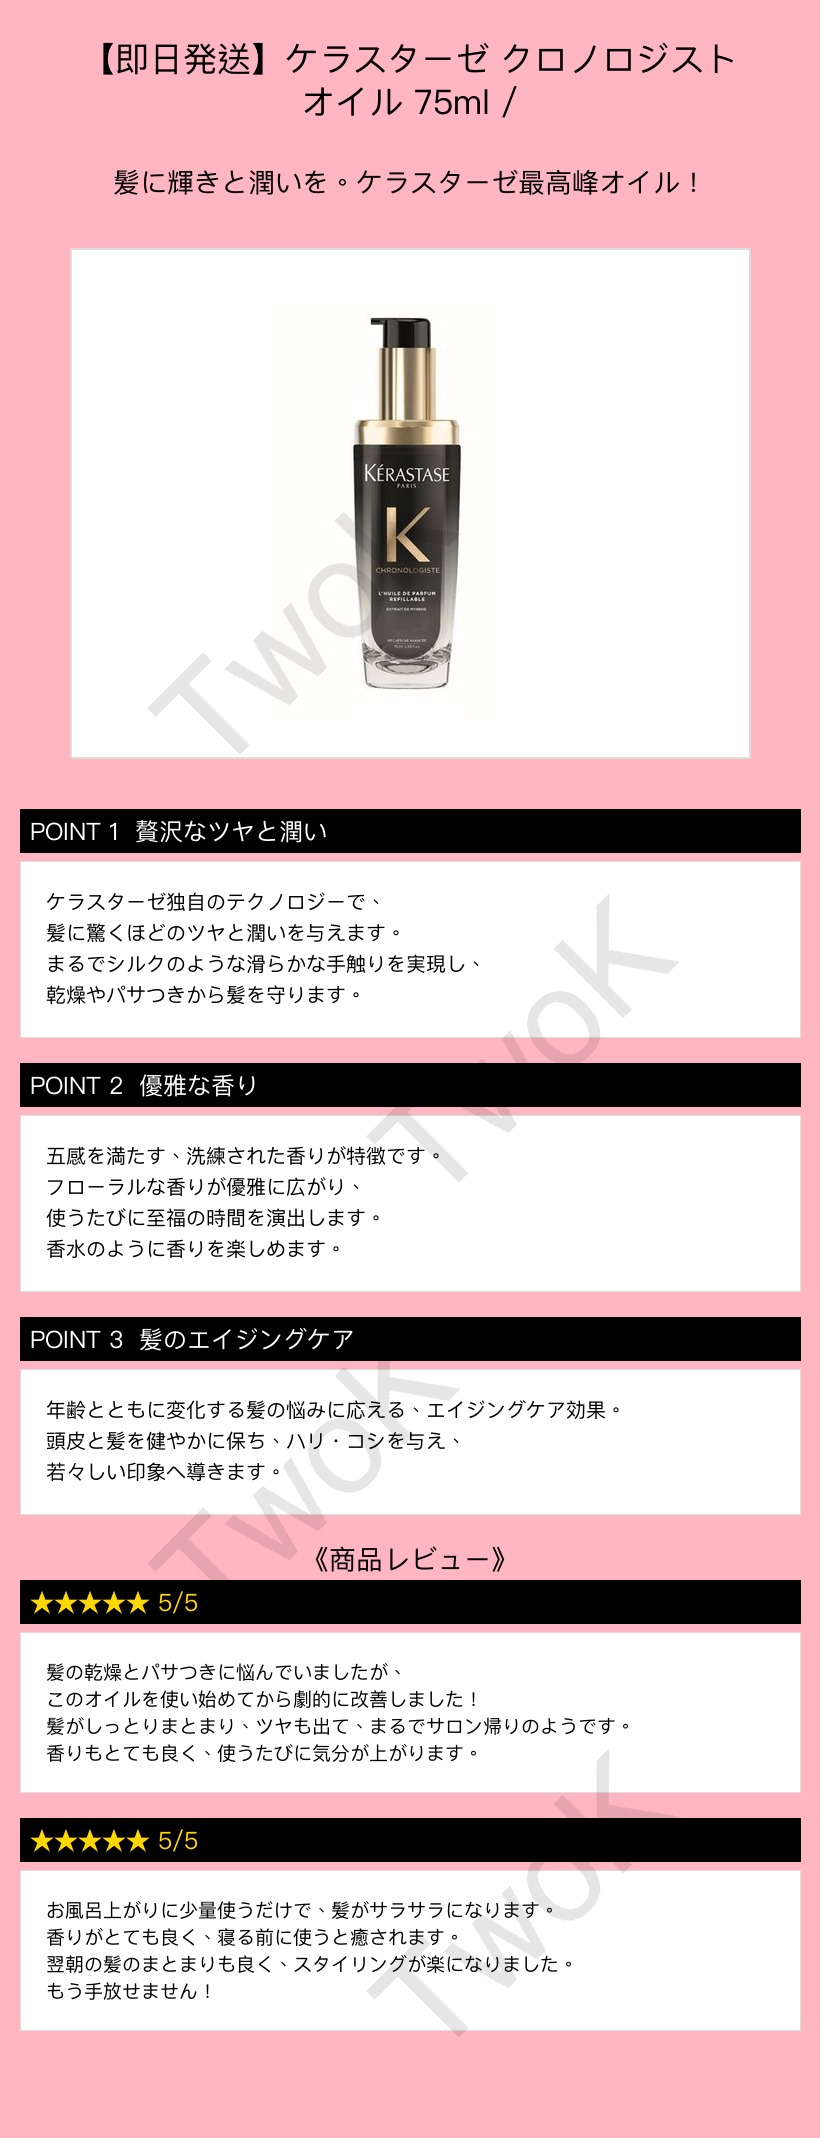 【即日発送】ケラスターゼ クロノロジスト
オイル 75ml /
髪に輝きと潤いを。ケラスターゼ最高峰オイル！
KÉRASTASE
PARIS
K
CHRONOLOGISTE
L'HUILE DE PARFUM
REFILLABLE
EXTRAIT DE MYRRHE
TwoK
POINT 1 贅沢なツヤと潤い
ケラスターゼ独自のテクノロジーで、
髪に驚くほどのツヤと潤いを与えます。
まるでシルクのような滑らかな手触りを実現し、
乾燥やパサつきから髪を守ります。
TwoK
POINT 2 優雅な香り
五感を満たす、洗練された香りが特徴です。
フローラルな香りが優雅に広がり、
使うたびに至福の時間を演出します。
香水のように香りを楽しめます。
POINT 3 髪のエイジングケア
年齢とともに変化する髪の悩みに応える、エイジングケア効果。
頭皮と髪を健やかに保ち、ハリ・コシを与え、
若々しい印象へ導きます。
TwoK
《商品レビュー》
★★★★★ 5/5
髪の乾燥とパサつきに悩んでいましたが、
このオイルを使い始めてから劇的に改善しました！
髪がしっとりまとまり、ツヤも出て、まるでサロン帰りのようです。
香りもとても良く、使うたびに気分が上がります。
★★★★★ 5/5
お風呂上がりに少量使うだけで、髪がサラサラになります。
香りがとても良く、寝る前に使うと癒されます。
翌朝の髪のまとまりも良く、スタイリングが楽になりました。
もう手放せません！
TwoK